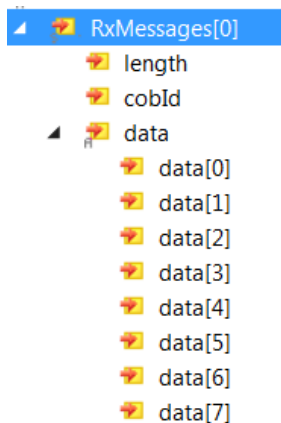 RxMessages[0]
length
cobId
data
data[0]
data[1]
data[2]
data[3]
data[4]
data[5]
data[6]
data[7]